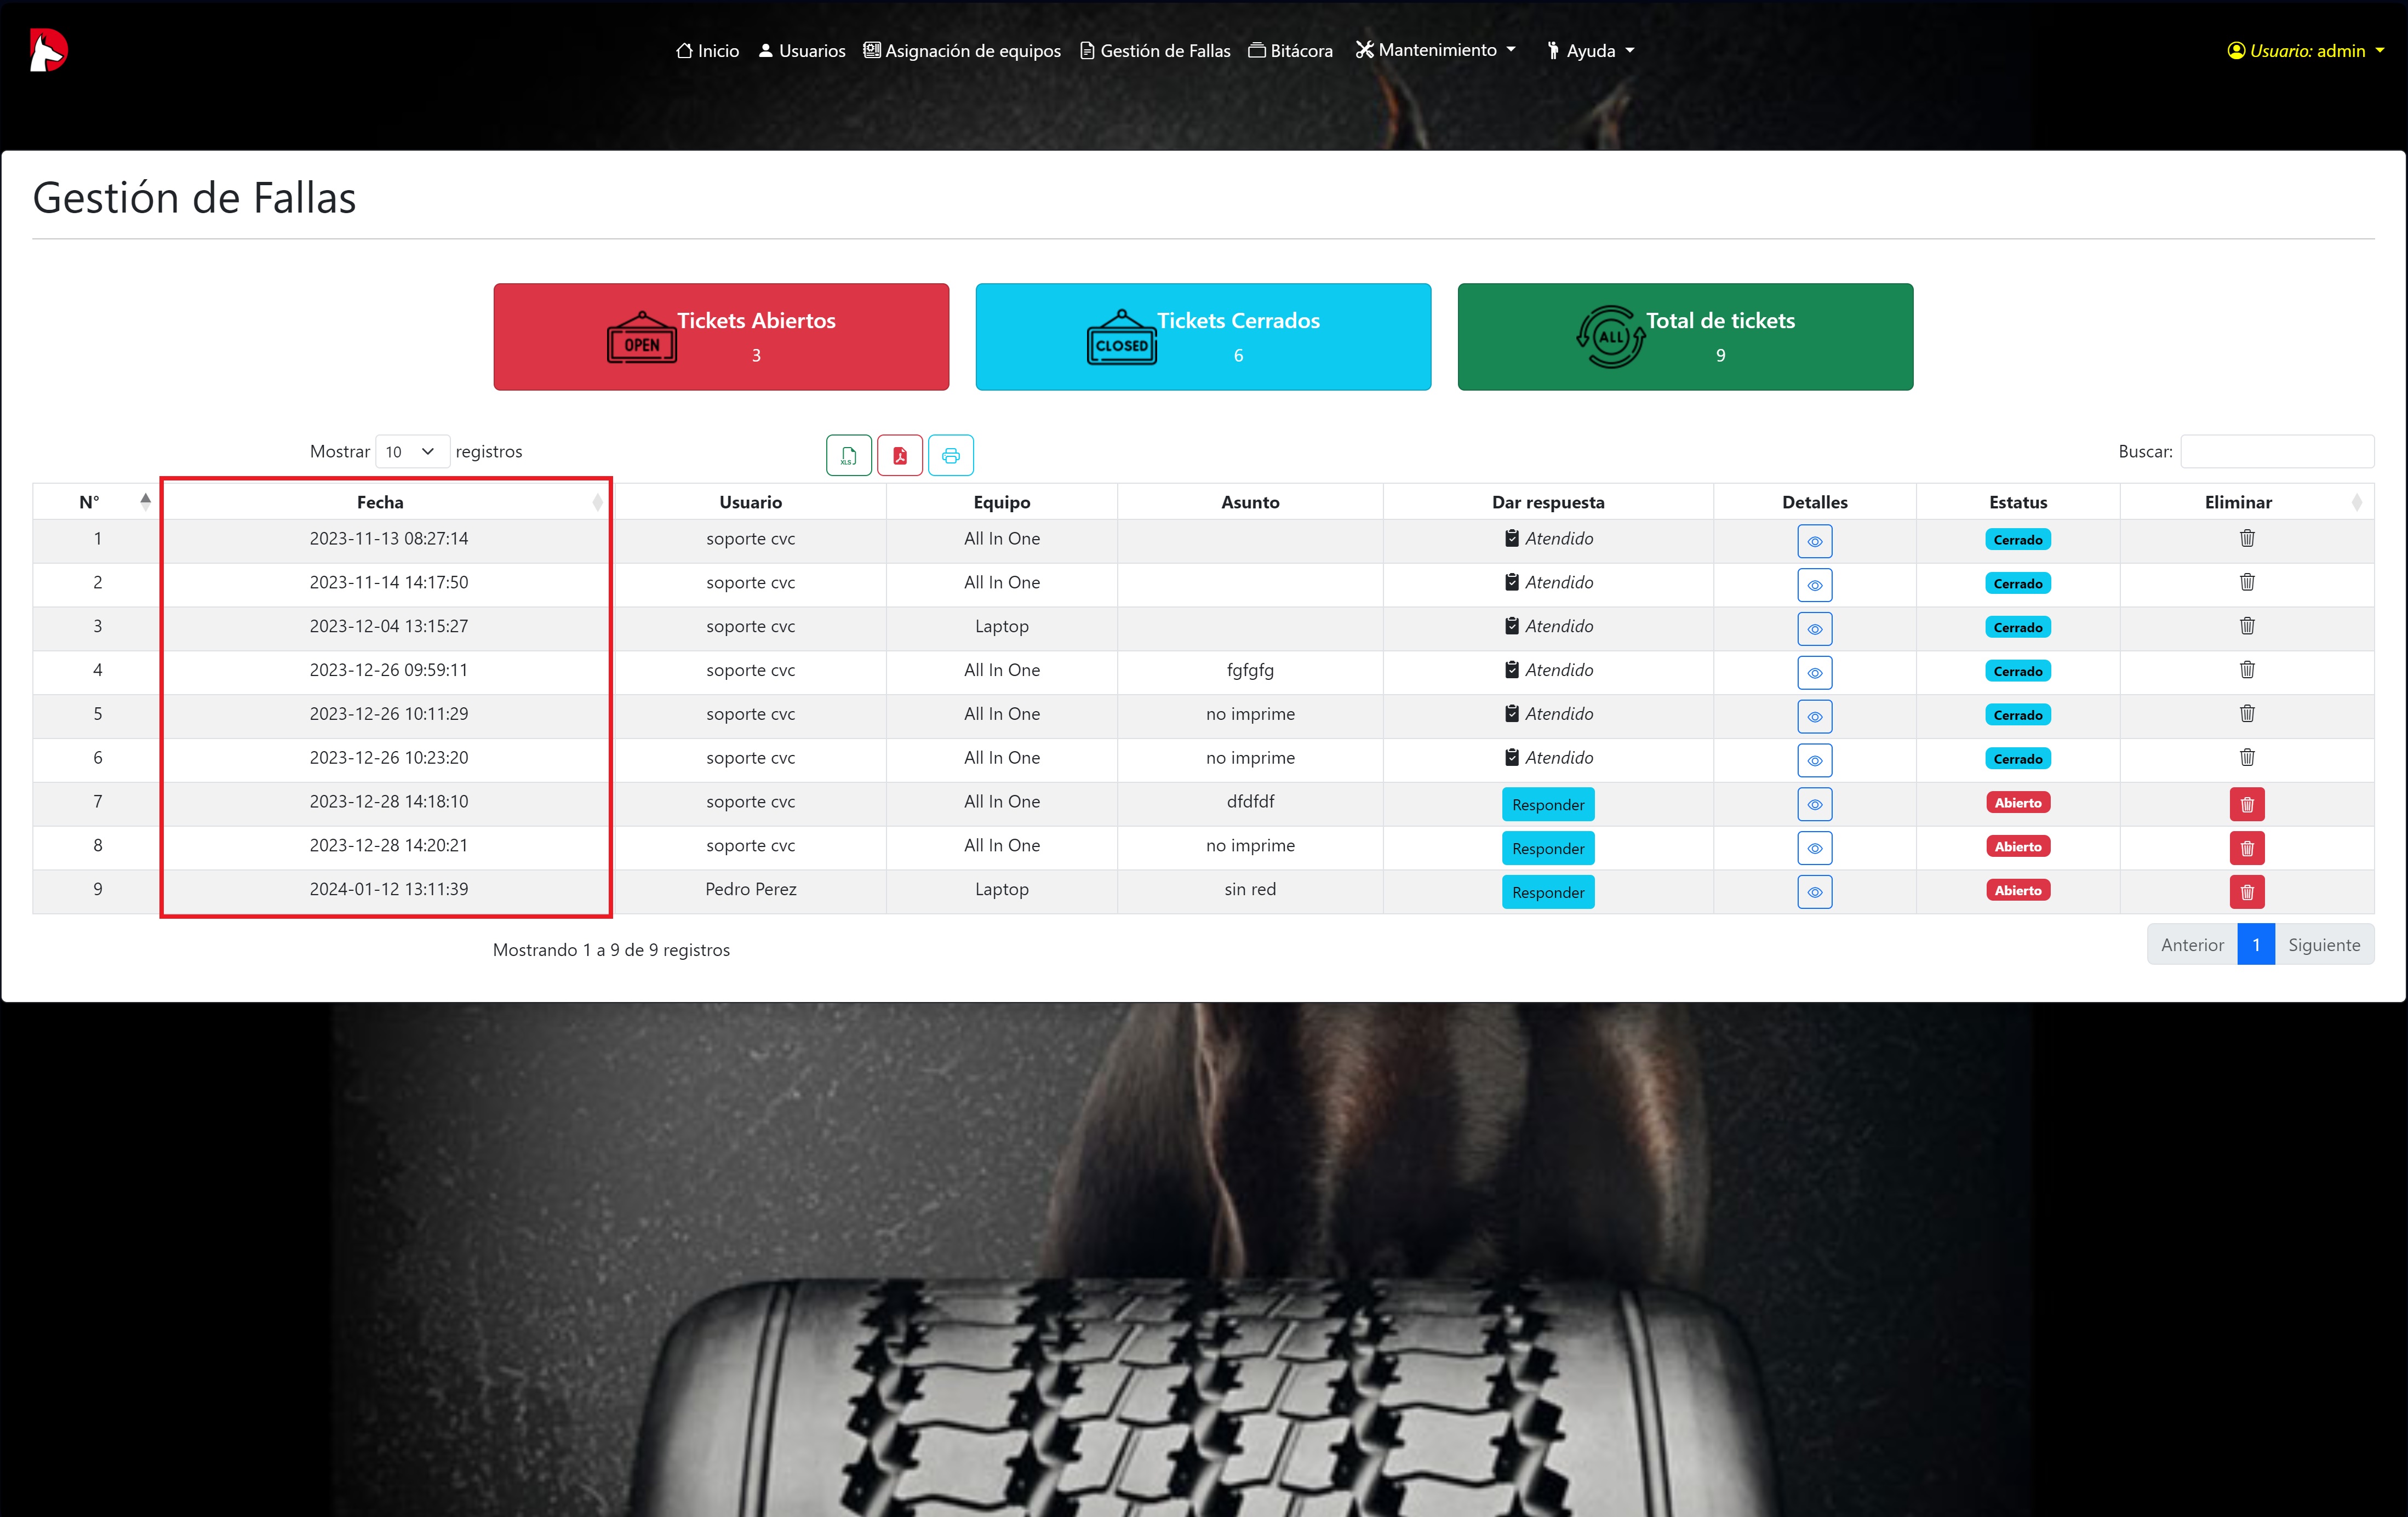 Inicio Usuarios Asignación de equipos Gestión de Fallas Bitácora Mantenimiento Ayuda Usuario: admin
Gestión de Fallas
OPEN Tickets Abiertos
3
CLOSED Tickets Cerrados
6
ALL Total de tickets
9
Mostrar 10 registros XLS Buscar:
N° Fecha Usuario Equipo Asunto Dar respuesta Detalles Estatus Eliminar
1 2023-11-13 08:27:14 soporte cvc All In One Atendido Cerrado
2 2023-11-14 14:17:50 soporte cvc All In One Atendido Cerrado
3 2023-12-04 13:15:27 soporte cvc Laptop Atendido Cerrado
4 2023-12-26 09:59:11 soporte cvc All In One fgfgfg Atendido Cerrado
5 2023-12-26 10:11:29 soporte cvc All In One no imprime Atendido Cerrado
6 2023-12-26 10:23:20 soporte cvc All In One no imprime Atendido Cerrado
7 2023-12-28 14:18:10 soporte cvc All In One dfdfdf Responder Abierto
8 2023-12-28 14:20:21 soporte cvc All In One no imprime Responder Abierto
9 2024-01-12 13:11:39 Pedro Perez Laptop sin red Responder Abierto
Mostrando 1 a 9 de 9 registros Anterior 1 Siguiente